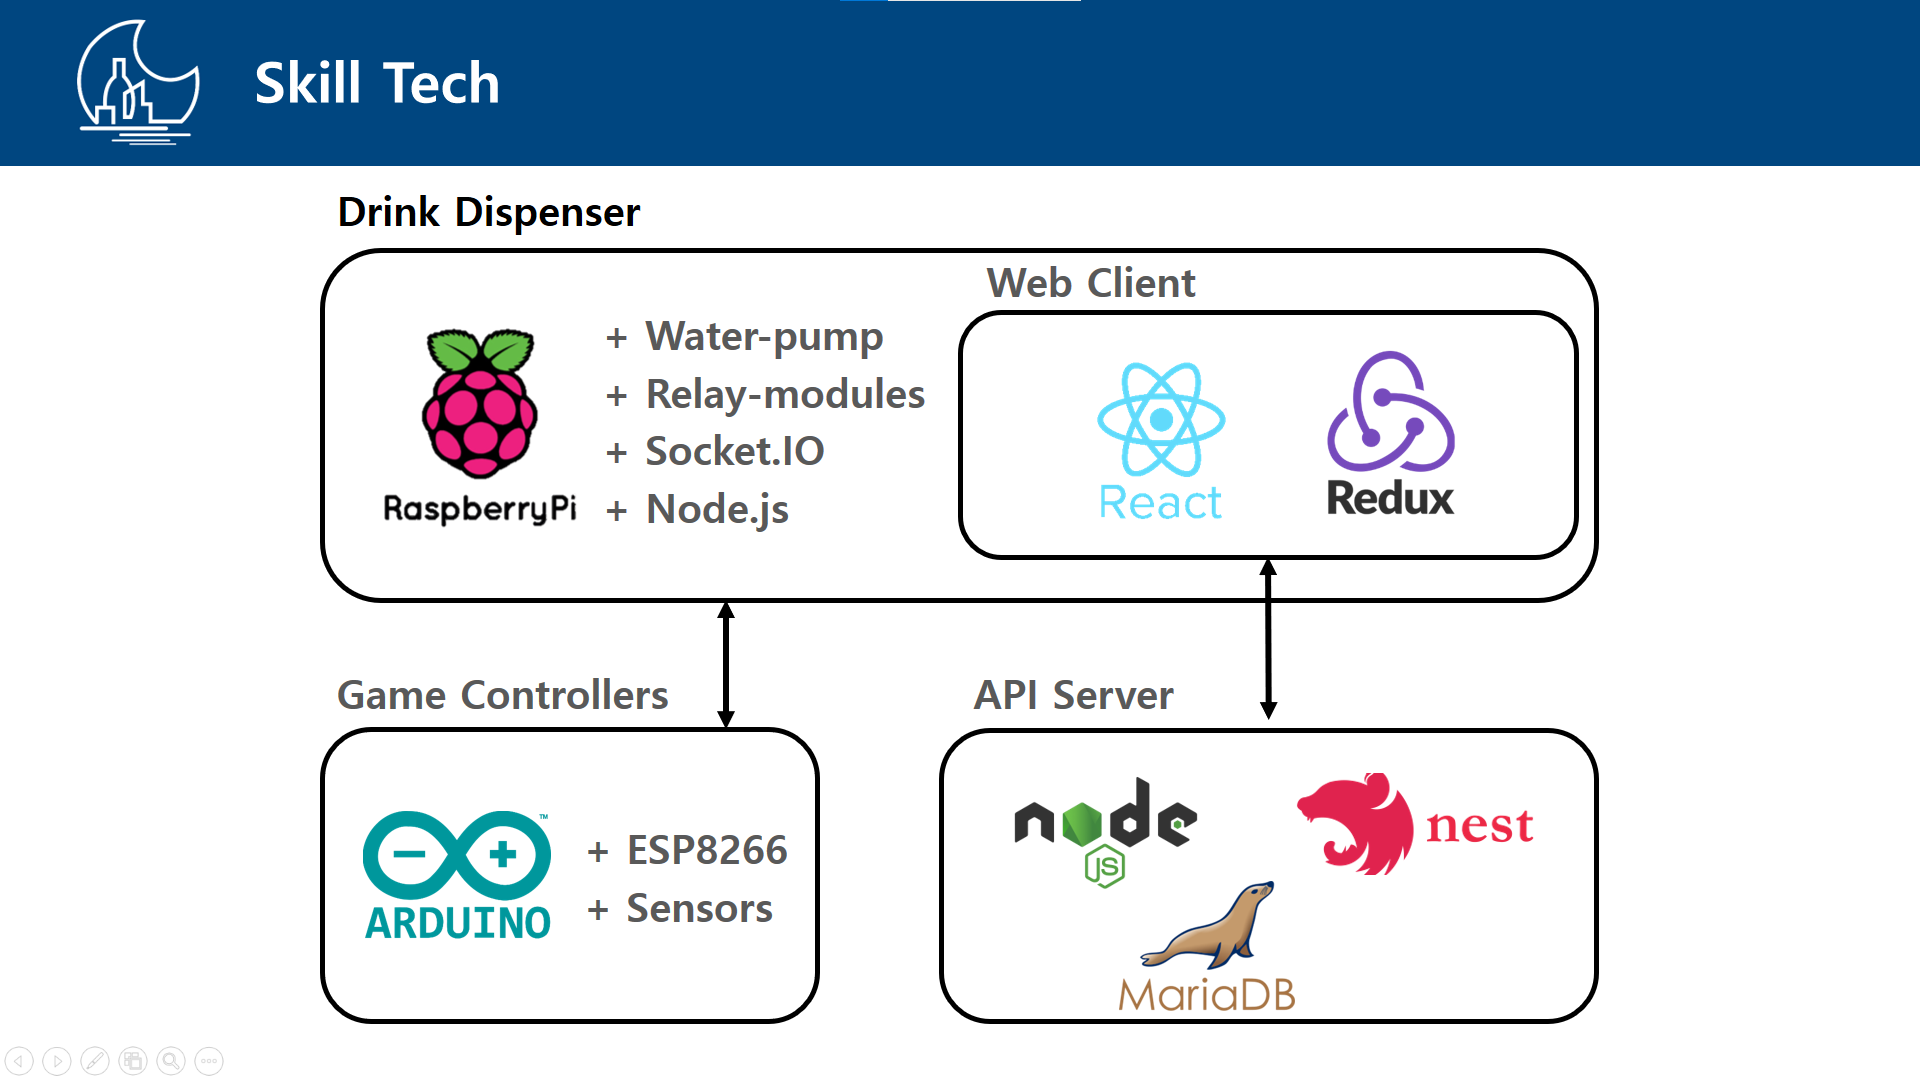 Skill Tech
Drink Dispenser
Web Client
+ Water-pump
+ Relay-modules
+ Socket.IO
+ Node.js
RaspberryPi
React
Redux
Game Controllers
API Server
ARDUINO
TM
+ ESP8266
+ Sensors
node
JS
nest
MariaDB